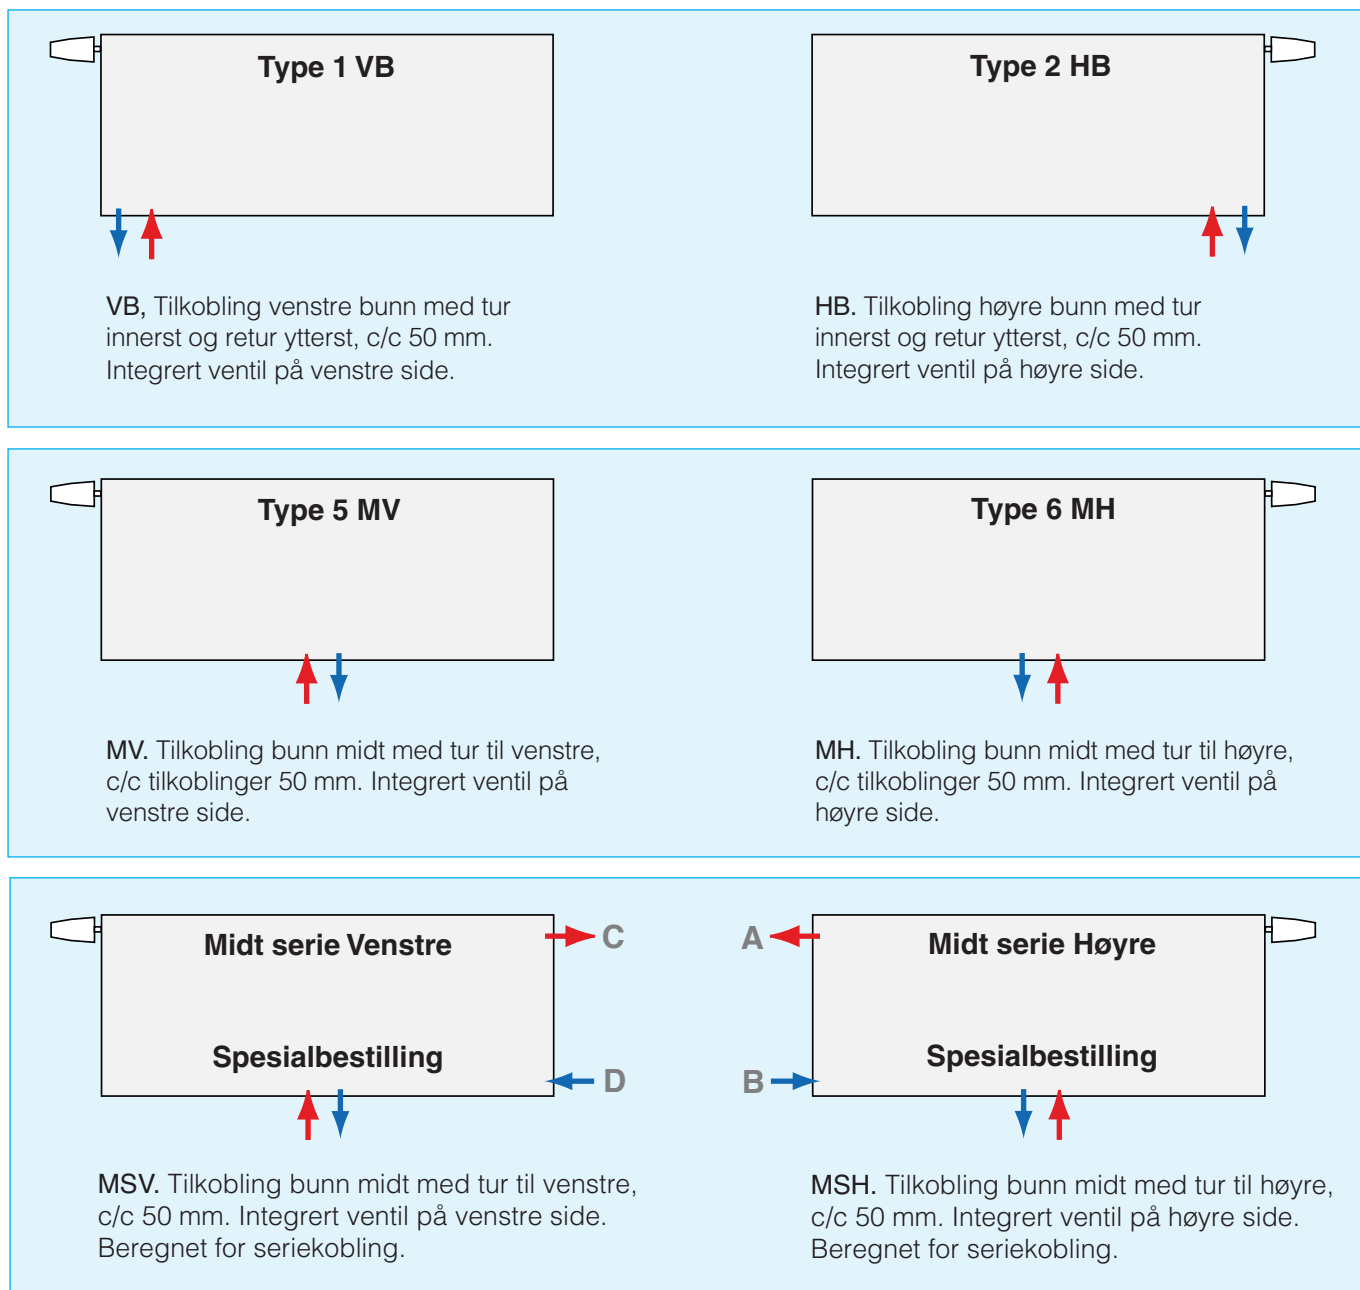 Type 1 VB
VB, Tilkobling venstre bunn med tur
innerst og retur ytterst, c/c 50 mm.
Integrert ventil på venstre side.
Type 2 HB
HB. Tilkobling høyre bunn med tur
innerst og retur ytterst, c/c 50 mm.
Integrert ventil på høyre side.
Type 5 MV
MV. Tilkobling bunn midt med tur til venstre,
c/c tilkoblinger 50 mm. Integrert ventil på
venstre side.
Type 6 MH
MH. Tilkobling bunn midt med tur til høyre,
c/c tilkoblinger 50 mm. Integrert ventil på
høyre side.
Midt serie Venstre
C
Spesialbestilling
D
MSV. Tilkobling bunn midt med tur til venstre,
c/c 50 mm. Integrert ventil på venstre side.
Beregnet for seriekobling.
A
Midt serie Høyre
Spesialbestilling
B
MSH. Tilkobling bunn midt med tur til høyre,
c/c 50 mm. Integrert ventil på høyre side.
Beregnet for seriekobling.